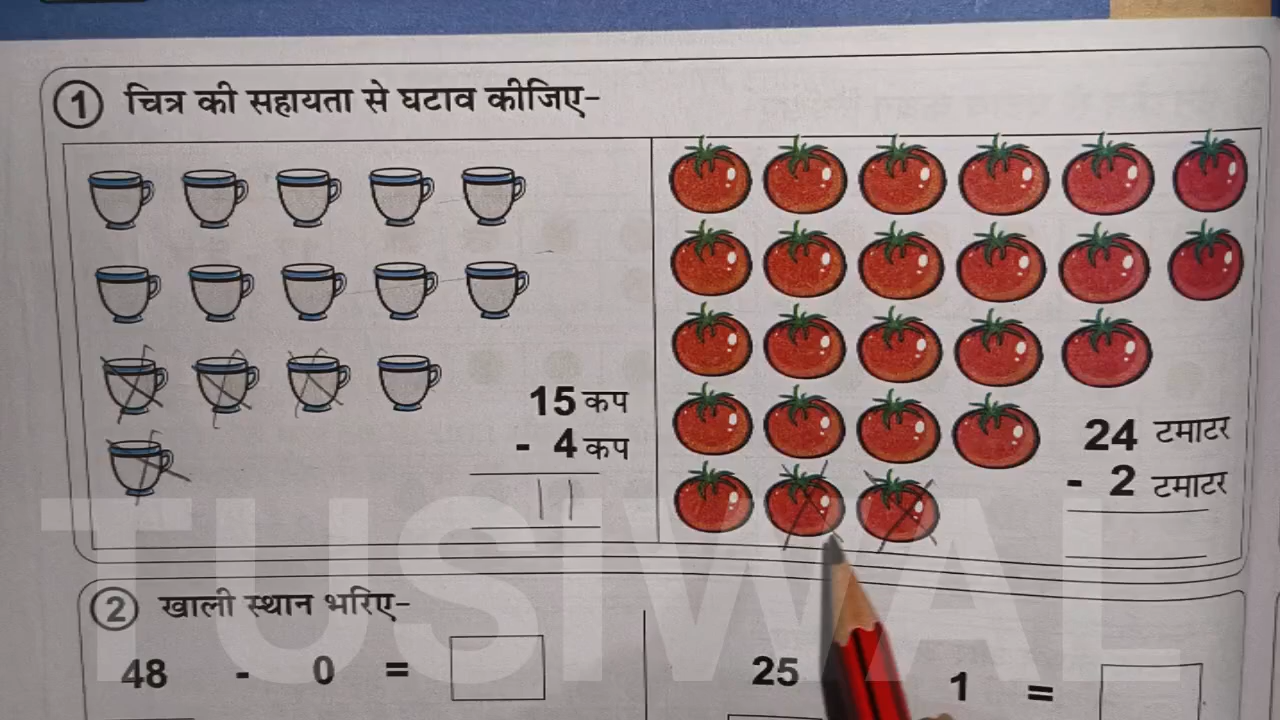 1 चित्र की सहायता से घटाव कीजिए-
15 कप
- 4 कप
11
24 टमाटर
- 2 टमाटर
2 खाली स्थान भरिए-
48 - 0 =
25 1 =
TUSIWAL